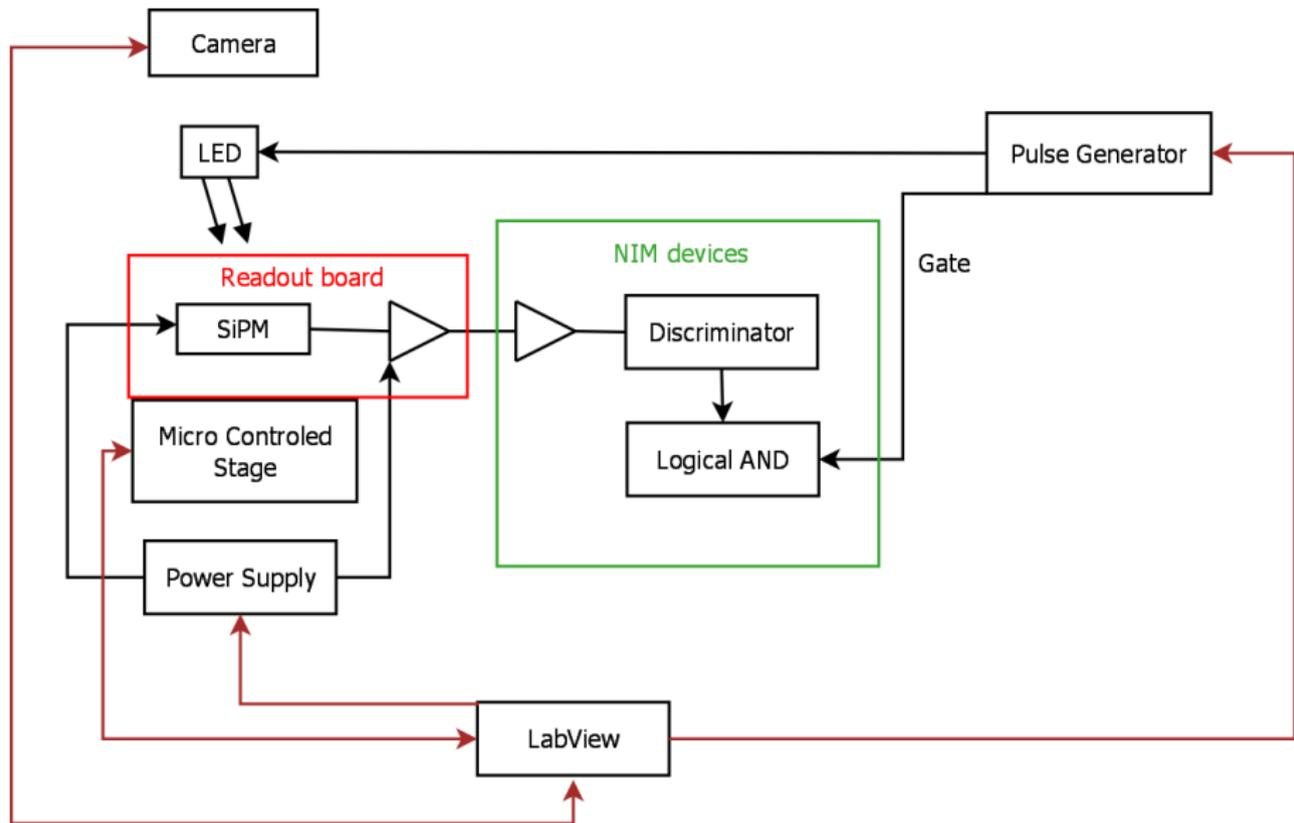 Camera
LED
Pulse Generator
NIM devices
Gate
Readout board
SiPM
Discriminator
Micro Controled
Stage
Logical AND
Power Supply
LabView